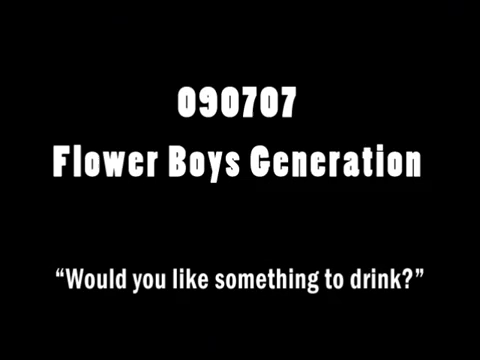 090707
Flower Boys Generation
“Would you like something to drink?”